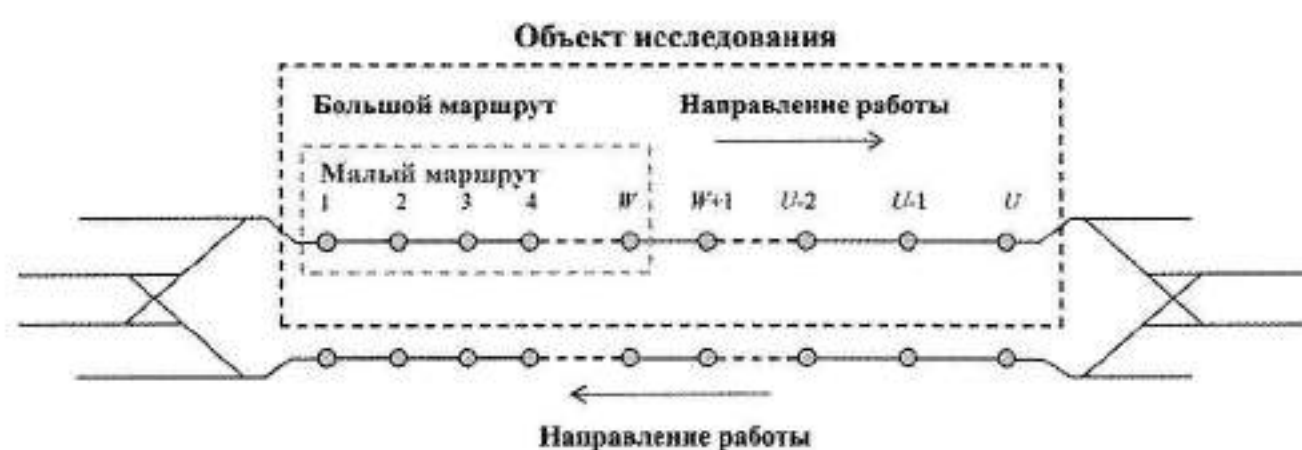 Объект исследования
Большой маршрут
Направление работы
Малый маршрут
1 2 3 4 W W+1 U-2 U-1 U
Направление работы